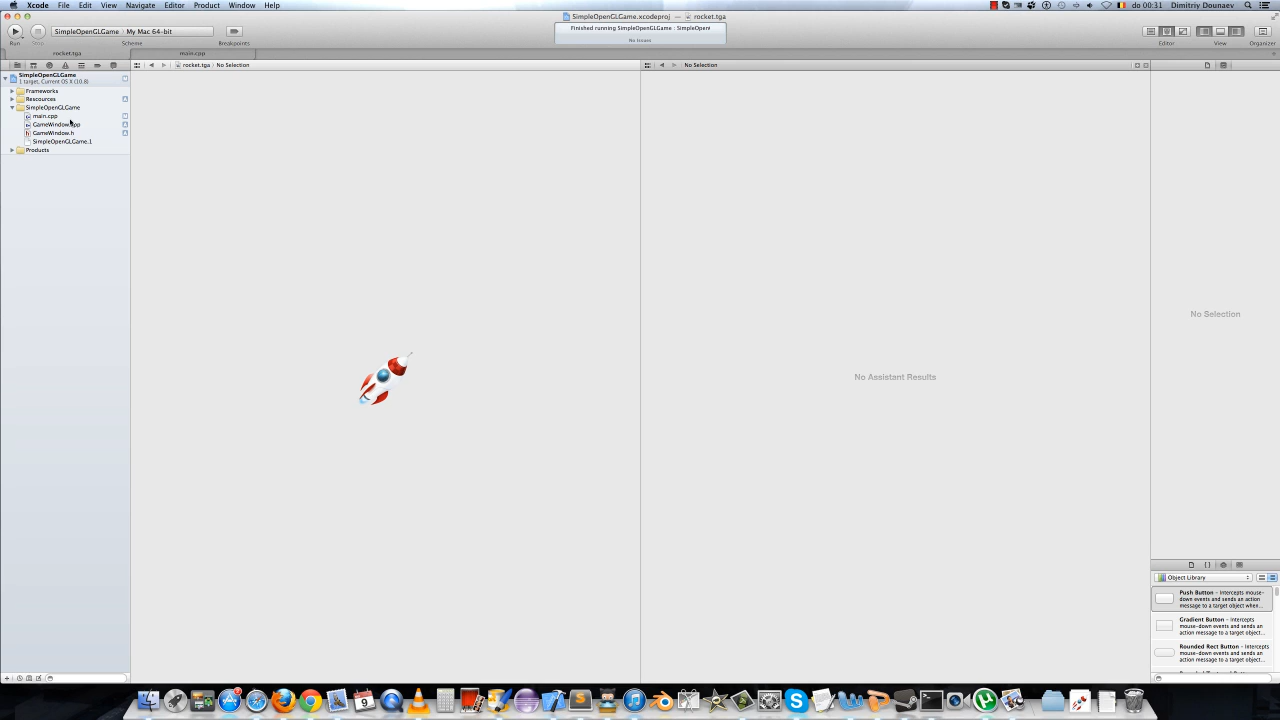 Xcode File Edit View Navigate Editor Product Window Help
do 00:31 Dimitriy Dounaev
SimpleOpenGLGame.xcodeproj — rocket.tga
SimpleOpenGLGame My Mac 64-bit
Finished running SimpleOpenGLGame : SimpleOpen
No Issues
Run Stop Scheme Breakpoints
Editor View Organizer
rocket.tga main.cpp
rocket.tga No Selection
No Selection
SimpleOpenGLGame
1 target, Current OS X (10.8)
Frameworks
Rescources
SimpleOpenGLGame
main.cpp
GameWindow.cpp
GameWindow.h
SimpleOpenGLGame.1
Products
No Assistant Results
No Selection
Object Library
Push Button – Intercepts mouse-
down events and sends an action
message to a target object when...
Gradient Button – Intercepts
mouse-down events and sends an
action message to a target object...
Rounded Rect Button – Intercepts
mouse-down events and sends an
action message to a target object...